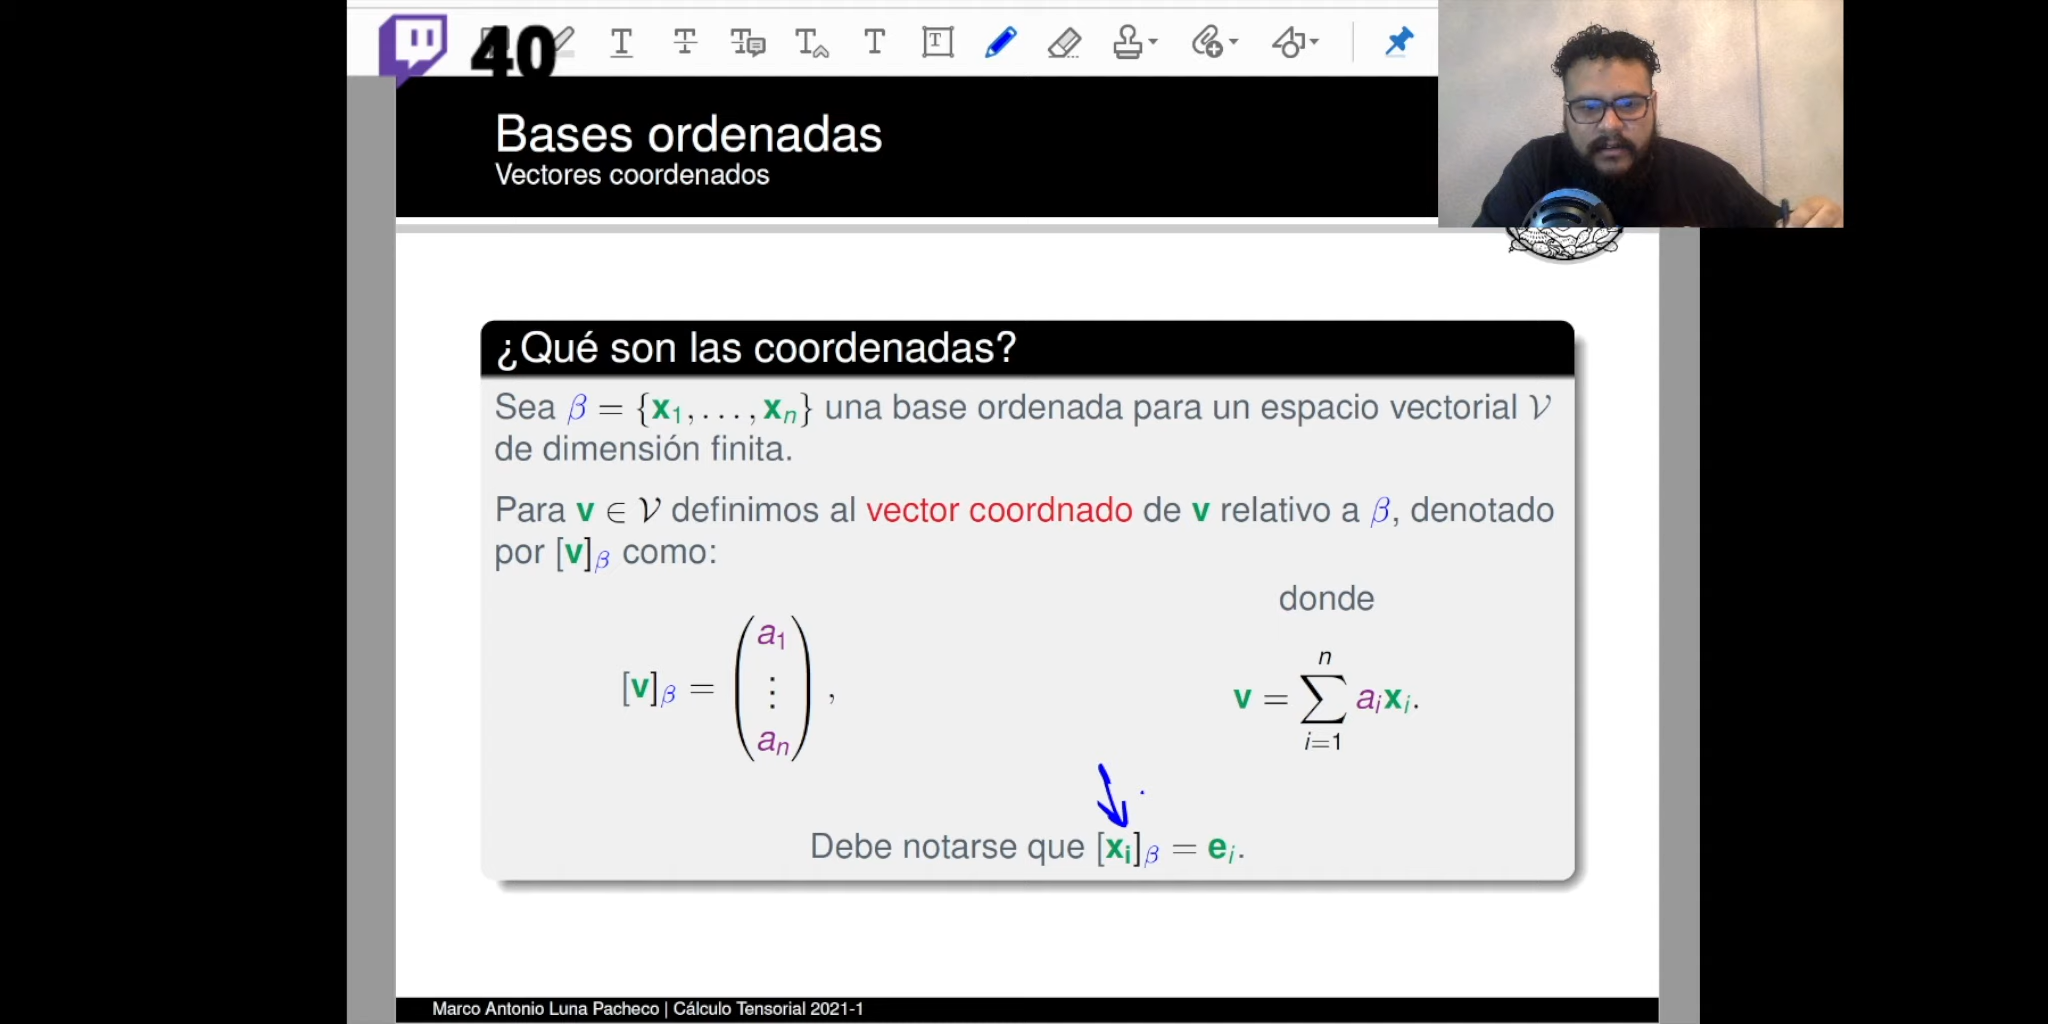 40
Bases ordenadas
Vectores coordenados
¿Qué son las coordenadas?
Sea β = {x₁, . . . , xₙ} una base ordenada para un espacio vectorial 𝒱
de dimensión finita.
Para v ∈ 𝒱 definimos al vector coordnado de v relativo a β, denotado
por [v]β como:
donde
[v]β = (a₁ ⋮ aₙ) ,
v = ∑ⁿᵢ₌₁ aᵢxᵢ.
Debe notarse que [xᵢ]β = eᵢ.
Marco Antonio Luna Pacheco | Cálculo Tensorial 2021-1